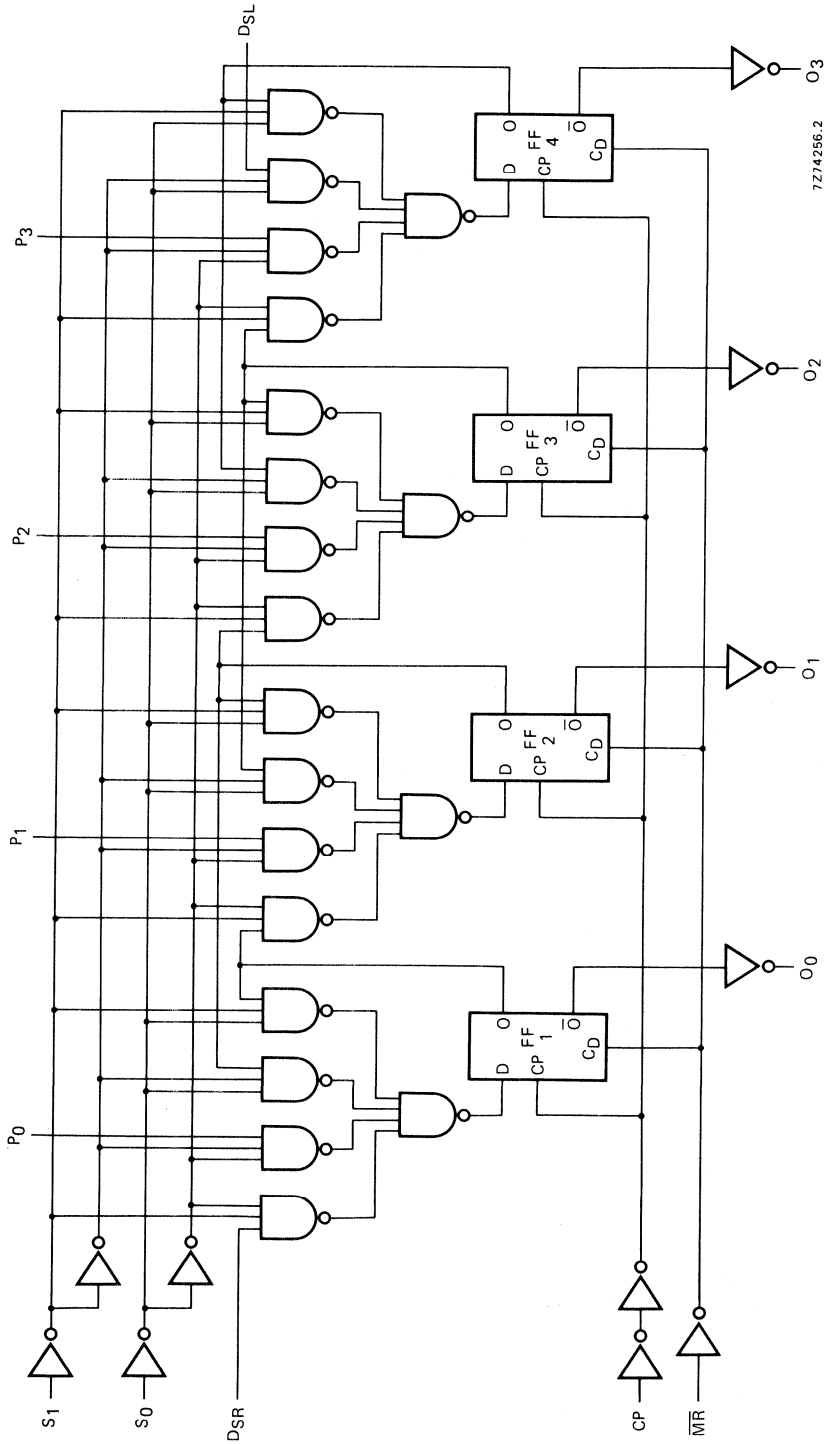 S1
S0
DSR
CP
MR
P0
P1
P2
P3
DSL
D
O
FF
1
CP
O
CD
D
O
FF
2
CP
O
CD
D
O
FF
3
CP
O
CD
D
O
FF
4
CP
O
CD
O0
O1
O2
O3
7Z74256.2